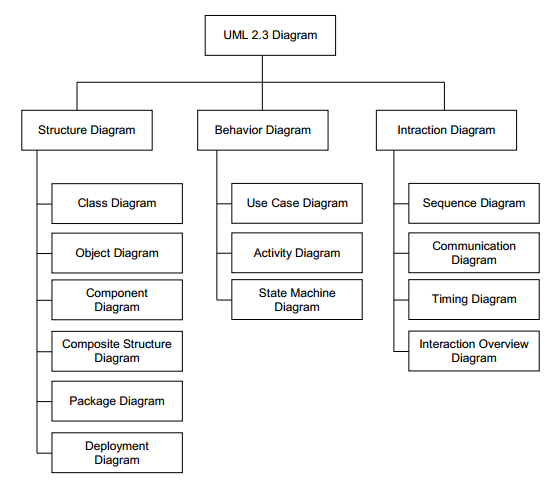 UML 2.3 Diagram
Structure Diagram
Behavior Diagram
Intraction Diagram
Class Diagram
Object Diagram
Component
Diagram
Composite Structure
Diagram
Package Diagram
Deployment
Diagram
Use Case Diagram
Activity Diagram
State Machine
Diagram
Sequence Diagram
Communication
Diagram
Timing Diagram
Interaction Overview
Diagram